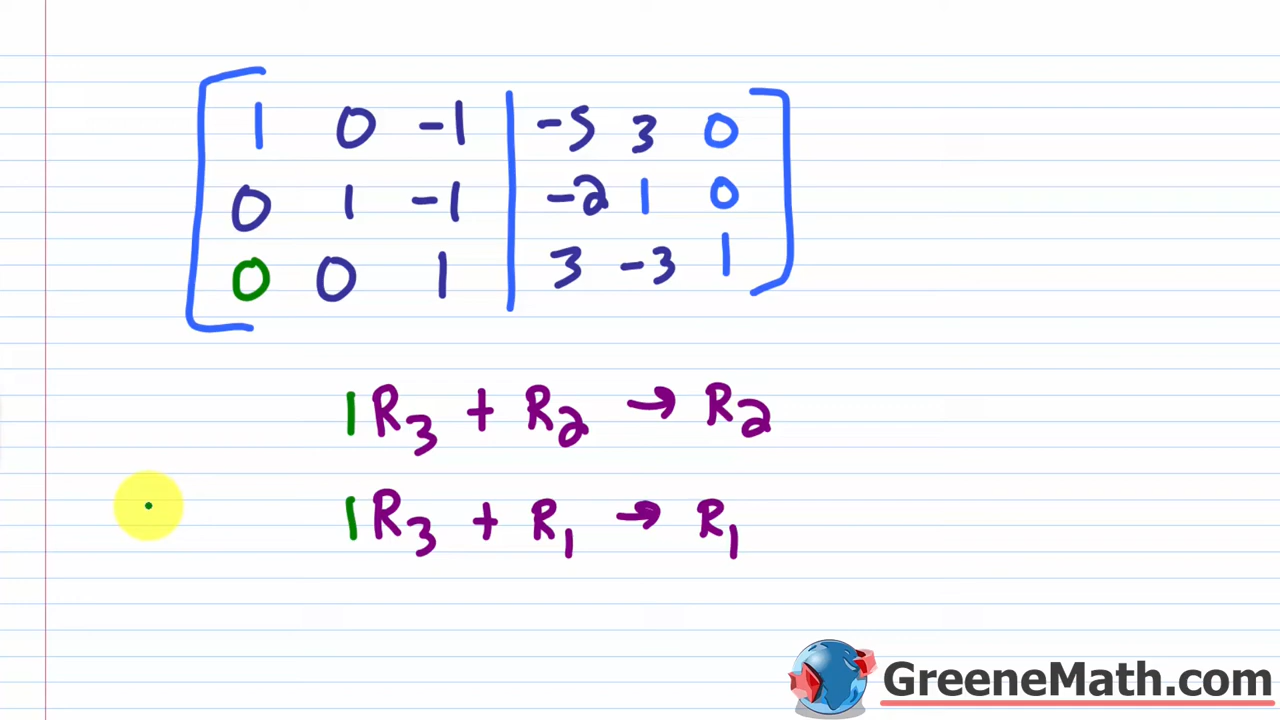 1 0 -1 | -5 3 0
0 1 -1 | -2 1 0
0 0 1 | 3 -3 1
1R₃ + R₂ → R₂
1R₃ + R₁ → R₁
GreeneMath.com